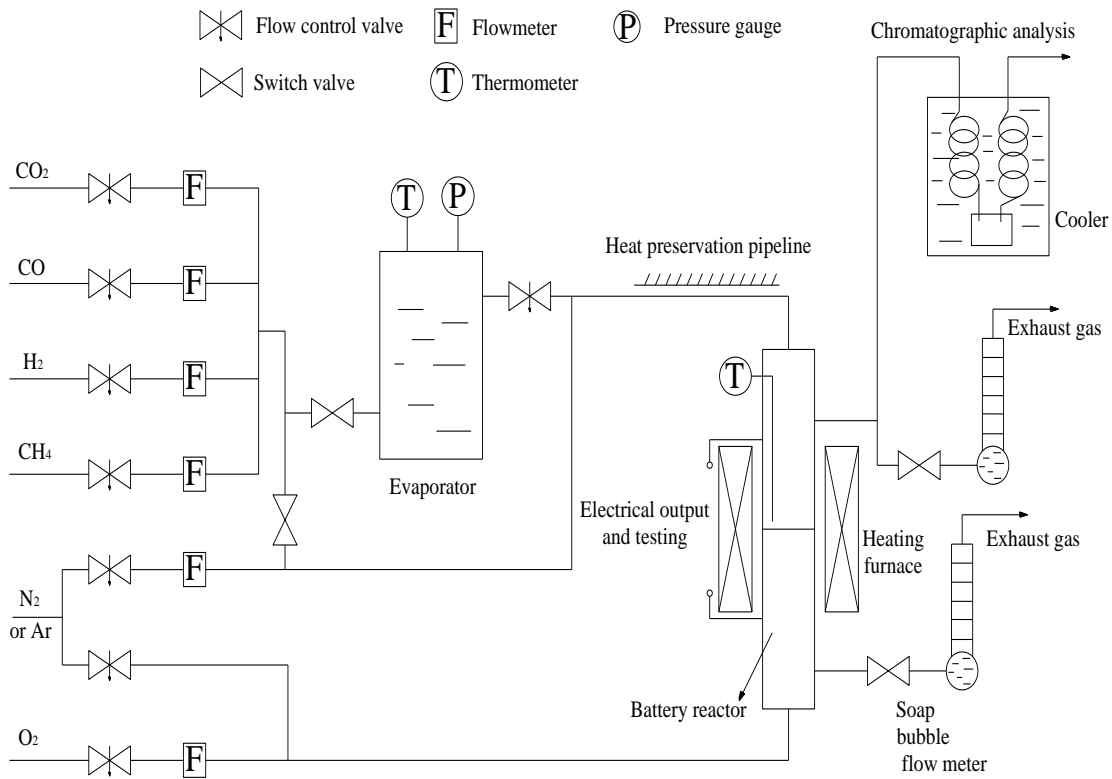 Flow control valve
F Flowmeter
P Pressure gauge
Switch valve
T Thermometer
Chromatographic analysis
Cooler
CO₂
F
CO
F
H₂
F
CH₄
F
T
P
Evaporator
Heat preservation pipeline
T
Exhaust gas
Electrical output
and testing
Heating
furnace
Exhaust gas
N₂
or Ar
F
Battery reactor
Soap
bubble
flow meter
O₂
F